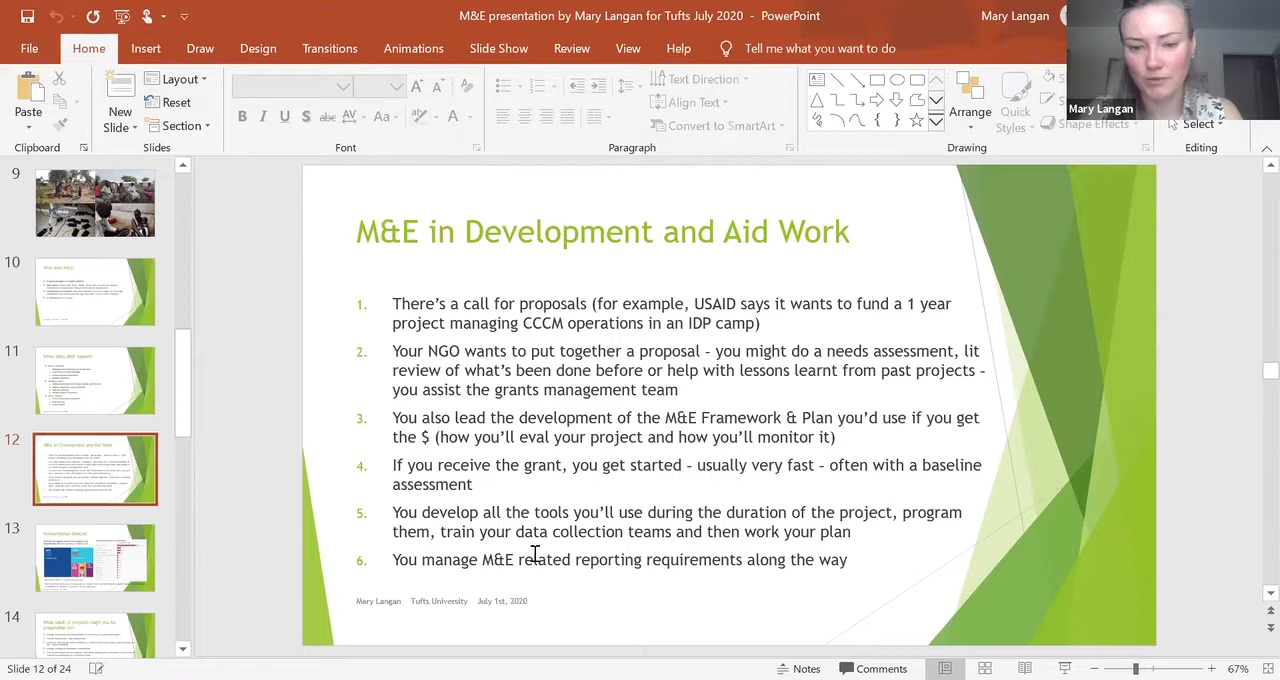 M&E presentation by Mary Langan for Tufts July 2020 - PowerPoint
Mary Langan
File Home Insert Draw Design Transitions Animations Slide Show Review View Help Tell me what you want to do
Mary Langan
Paste
New Slide
Layout
Reset
Section
B I U S abc AV Aa A
Text Direction
Align Text
Convert to SmartArt
Arrange
Quick Styles
Shape Effects
Select
Clipboard Slides Font Paragraph Drawing Editing
9
10
11
12
13
14
M&E in Development and Aid Work
1. There's a call for proposals (for example, USAID says it wants to fund a 1 year
project managing CCCM operations in an IDP camp)
2. Your NGO wants to put together a proposal – you might do a needs assessment, lit
review of what's been done before or help with lessons learnt from past projects –
you assist the grants management team
3. You also lead the development of the M&E Framework & Plan you'd use if you get
the $ (how you'll eval your project and how you'll monitor it)
4. If you receive the grant, you get started – usually very fast – often with a baseline
assessment
5. You develop all the tools you'll use during the duration of the project, program
them, train your data collection teams and then work your plan
6. You manage M&E related reporting requirements along the way
Mary Langan Tufts University July 1st, 2020
Slide 12 of 24
Notes
Comments
67%